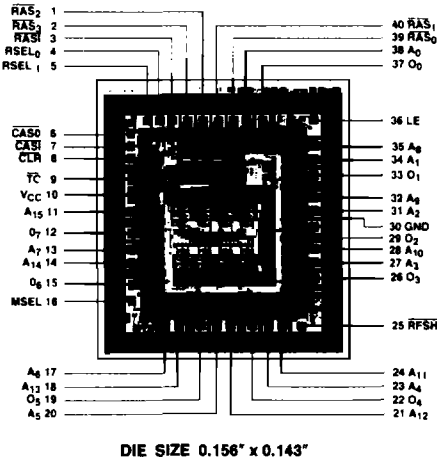 RAS₂ 1
RAS₃ 2
RASI 3
RSEL₀ 4
RSEL₁ 5
CASO 6
CASI 7
CLR 8
TC 9
VCC 10
A₁₅ 11
O₇ 12
A₇ 13
A₁₄ 14
O₆ 15
MSEL 16
A₆ 17
A₁₃ 18
O₅ 19
A₅ 20
40 RAS₁
39 RAS₀
38 A₀
37 O₀
36 LE
35 A₈
34 A₁
33 O₁
32 A₉
31 A₂
30 GND
29 O₂
28 A₁₀
27 A₃
26 O₃
25 RFSH
24 A₁₁
23 A₄
22 O₄
21 A₁₂
DIE SIZE 0.156" x 0.143"